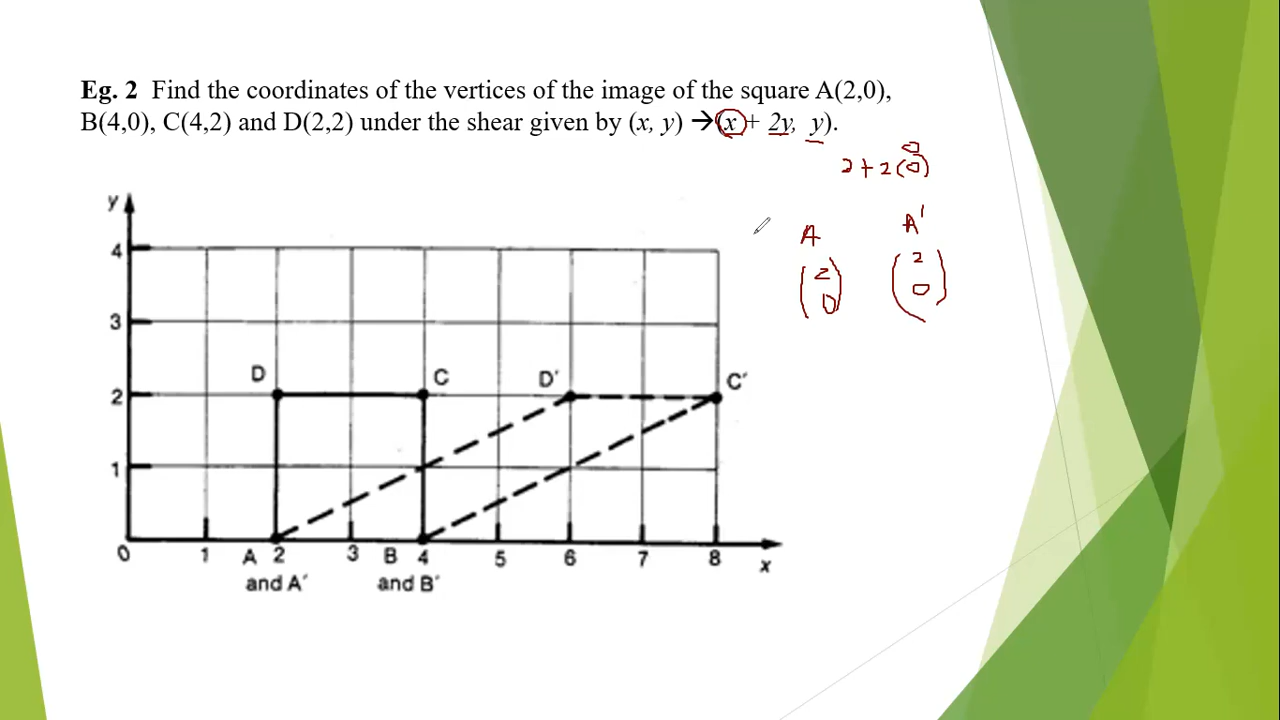 Eg. 2 Find the coordinates of the vertices of the image of the square A(2,0),
B(4,0), C(4,2) and D(2,2) under the shear given by (x, y) →(x + 2y, y).
0
2+2(0)
A A'
(2 0) (2 0)
y
4
3
D C D' C'
2
1
0 1 A 2 3 B 4 5 6 7 8 x
and A' and B'